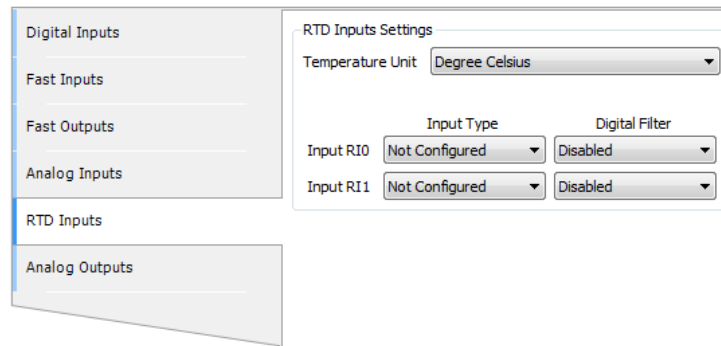 Digital Inputs
Fast Inputs
Fast Outputs
Analog Inputs
RTD Inputs
Analog Outputs
RTD Inputs Settings
Temperature Unit Degree Celsius
Input Type Digital Filter
Input RI0 Not Configured Disabled
Input RI1 Not Configured Disabled